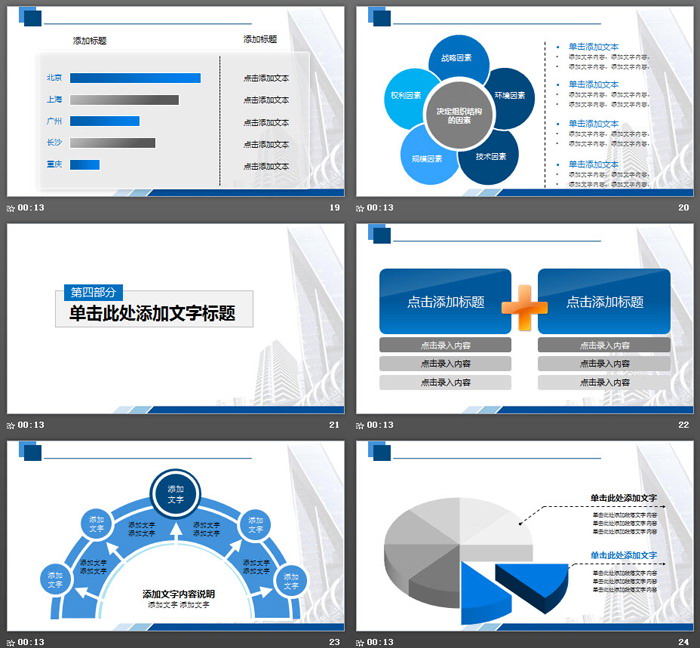 添加标题
添加标题
北京
点击添加文本
上海
点击添加文本
广州
点击添加文本
长沙
点击添加文本
重庆
点击添加文本
00:13
19
战略因素
环境因素
技术因素
规模因素
权利因素
决定组织结构
的因素
单击添加文本
添加文字内容，添加文字内容。
添加文字内容，添加文字内容。
单击添加文本
添加文字内容，添加文字内容。
添加文字内容，添加文字内容。
单击添加文本
添加文字内容，添加文字内容。
添加文字内容，添加文字内容。
单击添加文本
添加文字内容，添加文字内容。
添加文字内容，添加文字内容。
00:13
20
第四部分
单击此处添加文字标题
00:13
21
点击添加标题
点击录入内容
点击录入内容
点击录入内容
点击添加标题
点击录入内容
点击录入内容
点击录入内容
00:13
22
添加
文字
添加
文字
添加
文字
添加
文字
添加
文字
添加文字
添加文字
添加文字
添加文字
添加文字
添加文字
添加文字
添加文字
添加文字内容说明
添加文字 添加文字
00:13
23
单击此处添加文字
单击此处添加段落文字内容
单击此处添加段落文字内容
单击此处添加段落文字内容
单击此处添加文字
单击此处添加段落文字内容
单击此处添加段落文字内容
单击此处添加段落文字内容
00:13
24